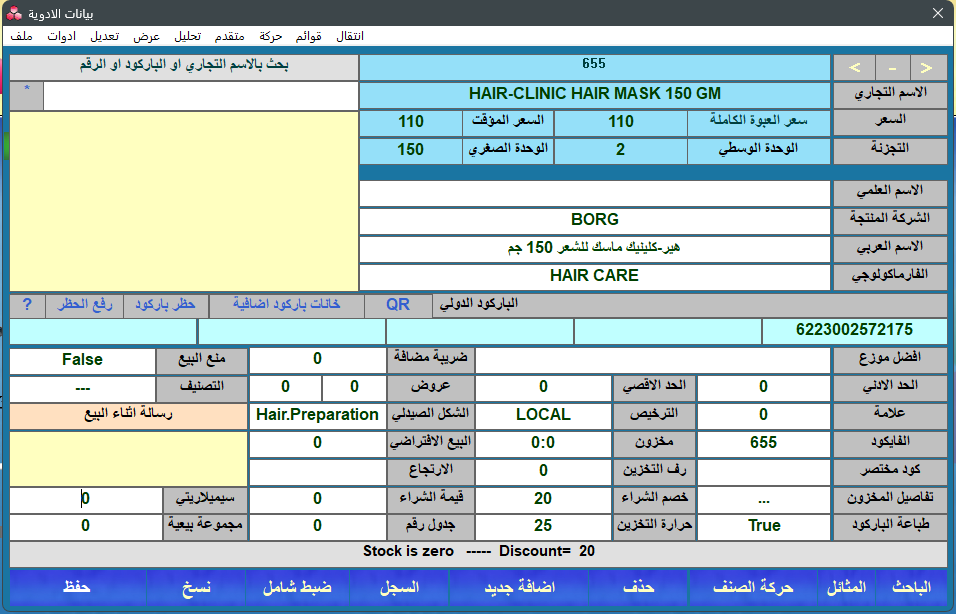 بيانات الادوية
ملف ادوات تعديل عرض تحليل متقدم حركة قوائم انتقال
> - < 655 بحث بالاسم التجاري او الباركود او الرقم
الاسم التجاري HAIR-CLINIC HAIR MASK 150 GM *
السعر سعر العبوة الكاملة 110 السعر المؤقت 110
التجزئة الوحدة الوسطي 2 الوحدة الصغري 150
الاسم العلمي
الشركة المنتجة BORG
الاسم العربي هير-كلينيك ماسك للشعر 150 جم
الفارماكولوجي HAIR CARE
الباركود الدولي QR خانات باركود اضافية حظر باركود رفع الحظر ?
6223002572175
افضل موزع ضريبة مضافة 0 منع البيع False
الحد الادني 0 الحد الاقصي 0 عروض 0 0 التصنيف ---
علامة 0 الترخيص LOCAL الشكل الصيدلي Hair.Preparation رسالة اثناء البيع
الفايكود 655 مخزون 0:0 البيع الافتراضي 0
كود مختصر رف التخزين 0 الارتجاع
تفاصيل المخزون ... خصم الشراء 20 قيمة الشراء 0 سيميلاريتي 0
طباعة الباركود True حرارة التخزين 25 جدول رقم 0 مجموعة بيعية 0
Stock is zero ----- Discount= 20
الباحث المثائل حركة الصنف حذف اضافة جديد السجل ضبط شامل نسخ حفظ